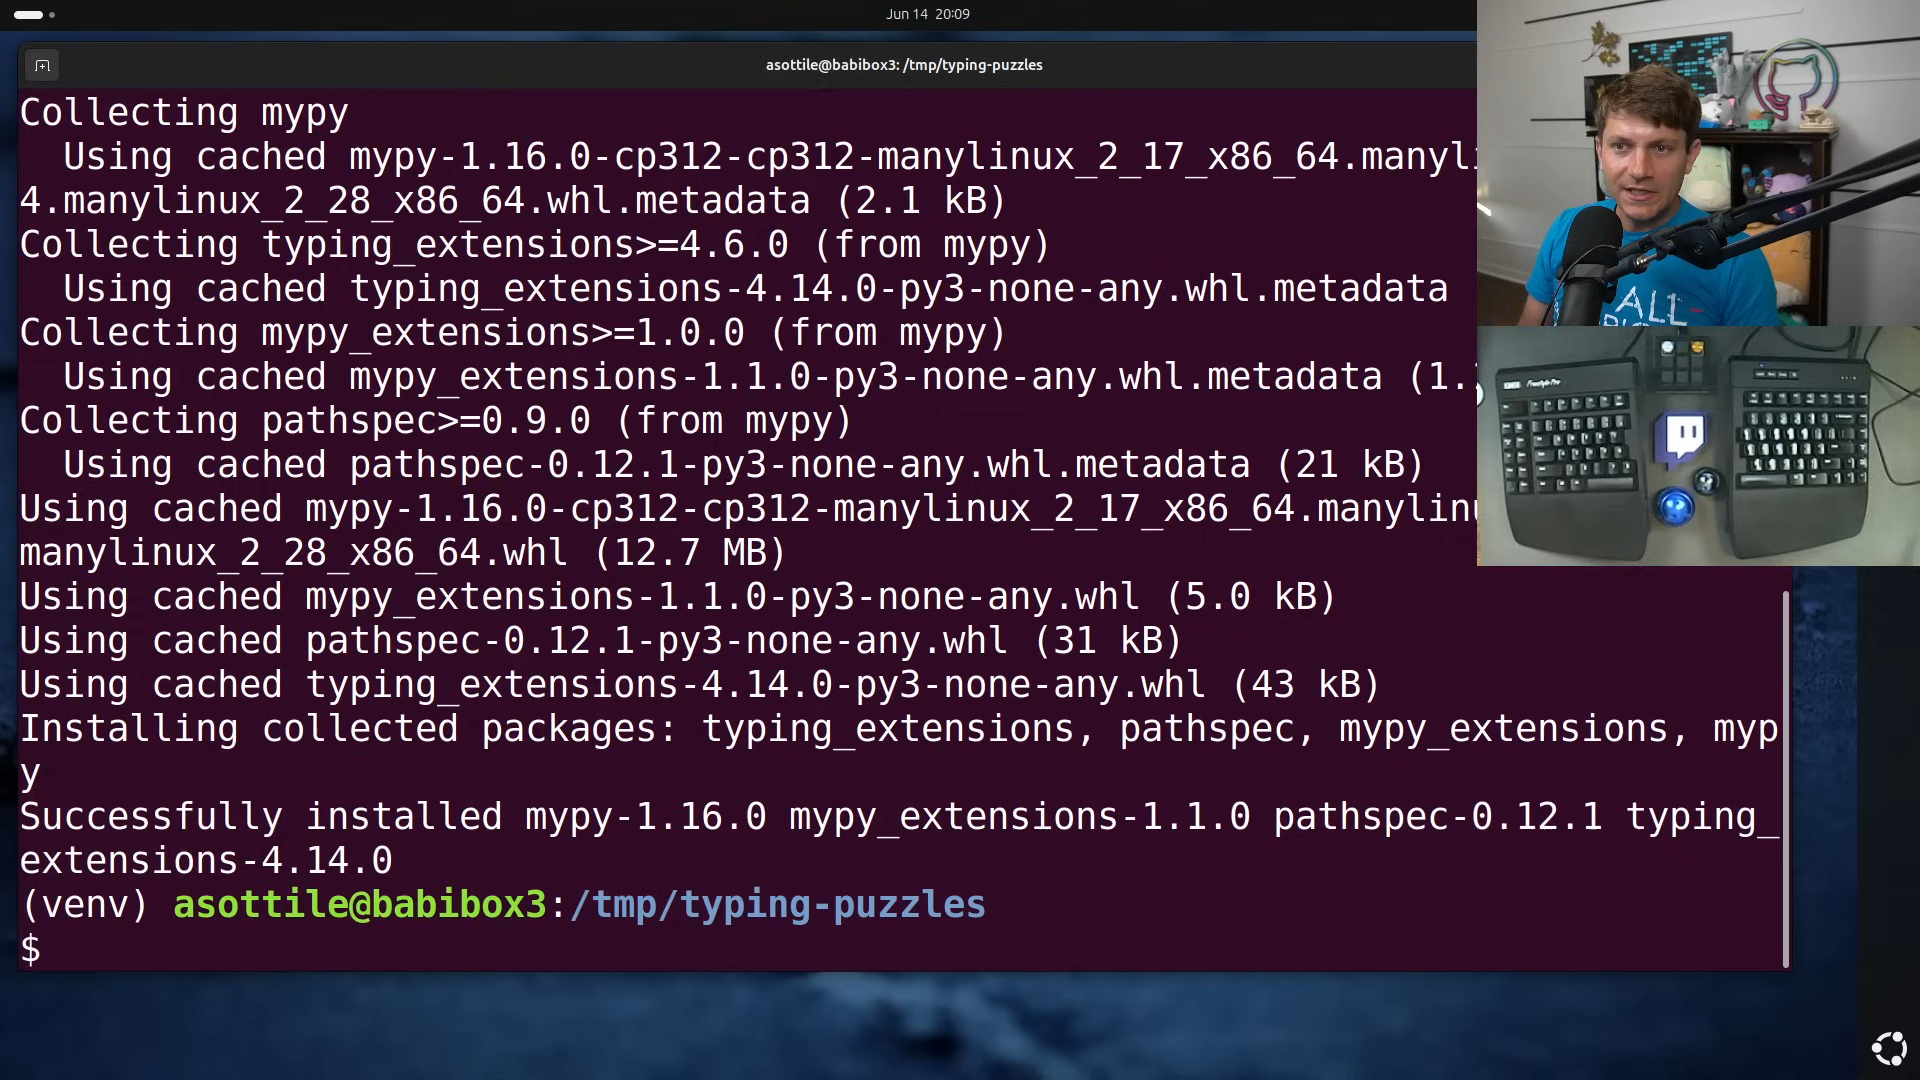 Jun 14 20:09
asottile@babibox3: /tmp/typing-puzzles
Collecting mypy
Using cached mypy-1.16.0-cp312-cp312-manylinux_2_17_x86_64.manyl
4.manylinux_2_28_x86_64.whl.metadata (2.1 kB)
Collecting typing_extensions>=4.6.0 (from mypy)
Using cached typing_extensions-4.14.0-py3-none-any.whl.metadata
Collecting mypy_extensions>=1.0.0 (from mypy)
Using cached mypy_extensions-1.1.0-py3-none-any.whl.metadata (1.
Collecting pathspec>=0.9.0 (from mypy)
Using cached pathspec-0.12.1-py3-none-any.whl.metadata (21 kB)
Using cached mypy-1.16.0-cp312-cp312-manylinux_2_17_x86_64.manylin
manylinux_2_28_x86_64.whl (12.7 MB)
Using cached mypy_extensions-1.1.0-py3-none-any.whl (5.0 kB)
Using cached pathspec-0.12.1-py3-none-any.whl (31 kB)
Using cached typing_extensions-4.14.0-py3-none-any.whl (43 kB)
Installing collected packages: typing_extensions, pathspec, mypy_extensions, myp
y
Successfully installed mypy-1.16.0 mypy_extensions-1.1.0 pathspec-0.12.1 typing_
extensions-4.14.0
(venv) asottile@babibox3:/tmp/typing-puzzles
$
ALL
Freestyle Pro